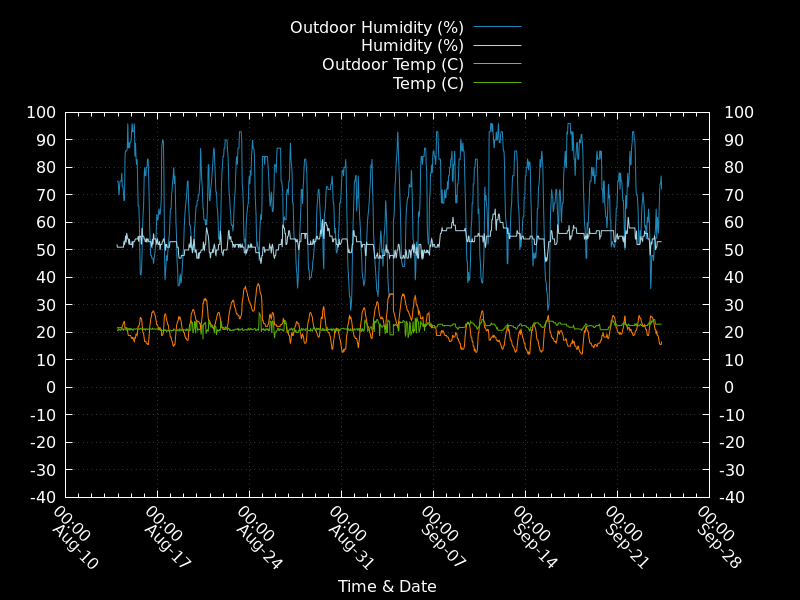 Outdoor Humidity (%)
Humidity (%)
Outdoor Temp (C)
Temp (C)
100 100
90 90
80 80
70 70
60 60
50 50
40 40
30 30
20 20
10 10
0 0
-10 -10
-20 -20
-30 -30
-40 -40
00:00 00:00 00:00 00:00 00:00 00:00 00:00 00:00
Aug-10 Aug-17 Aug-24 Aug-31 Sep-07 Sep-14 Sep-21 Sep-28
Time & Date